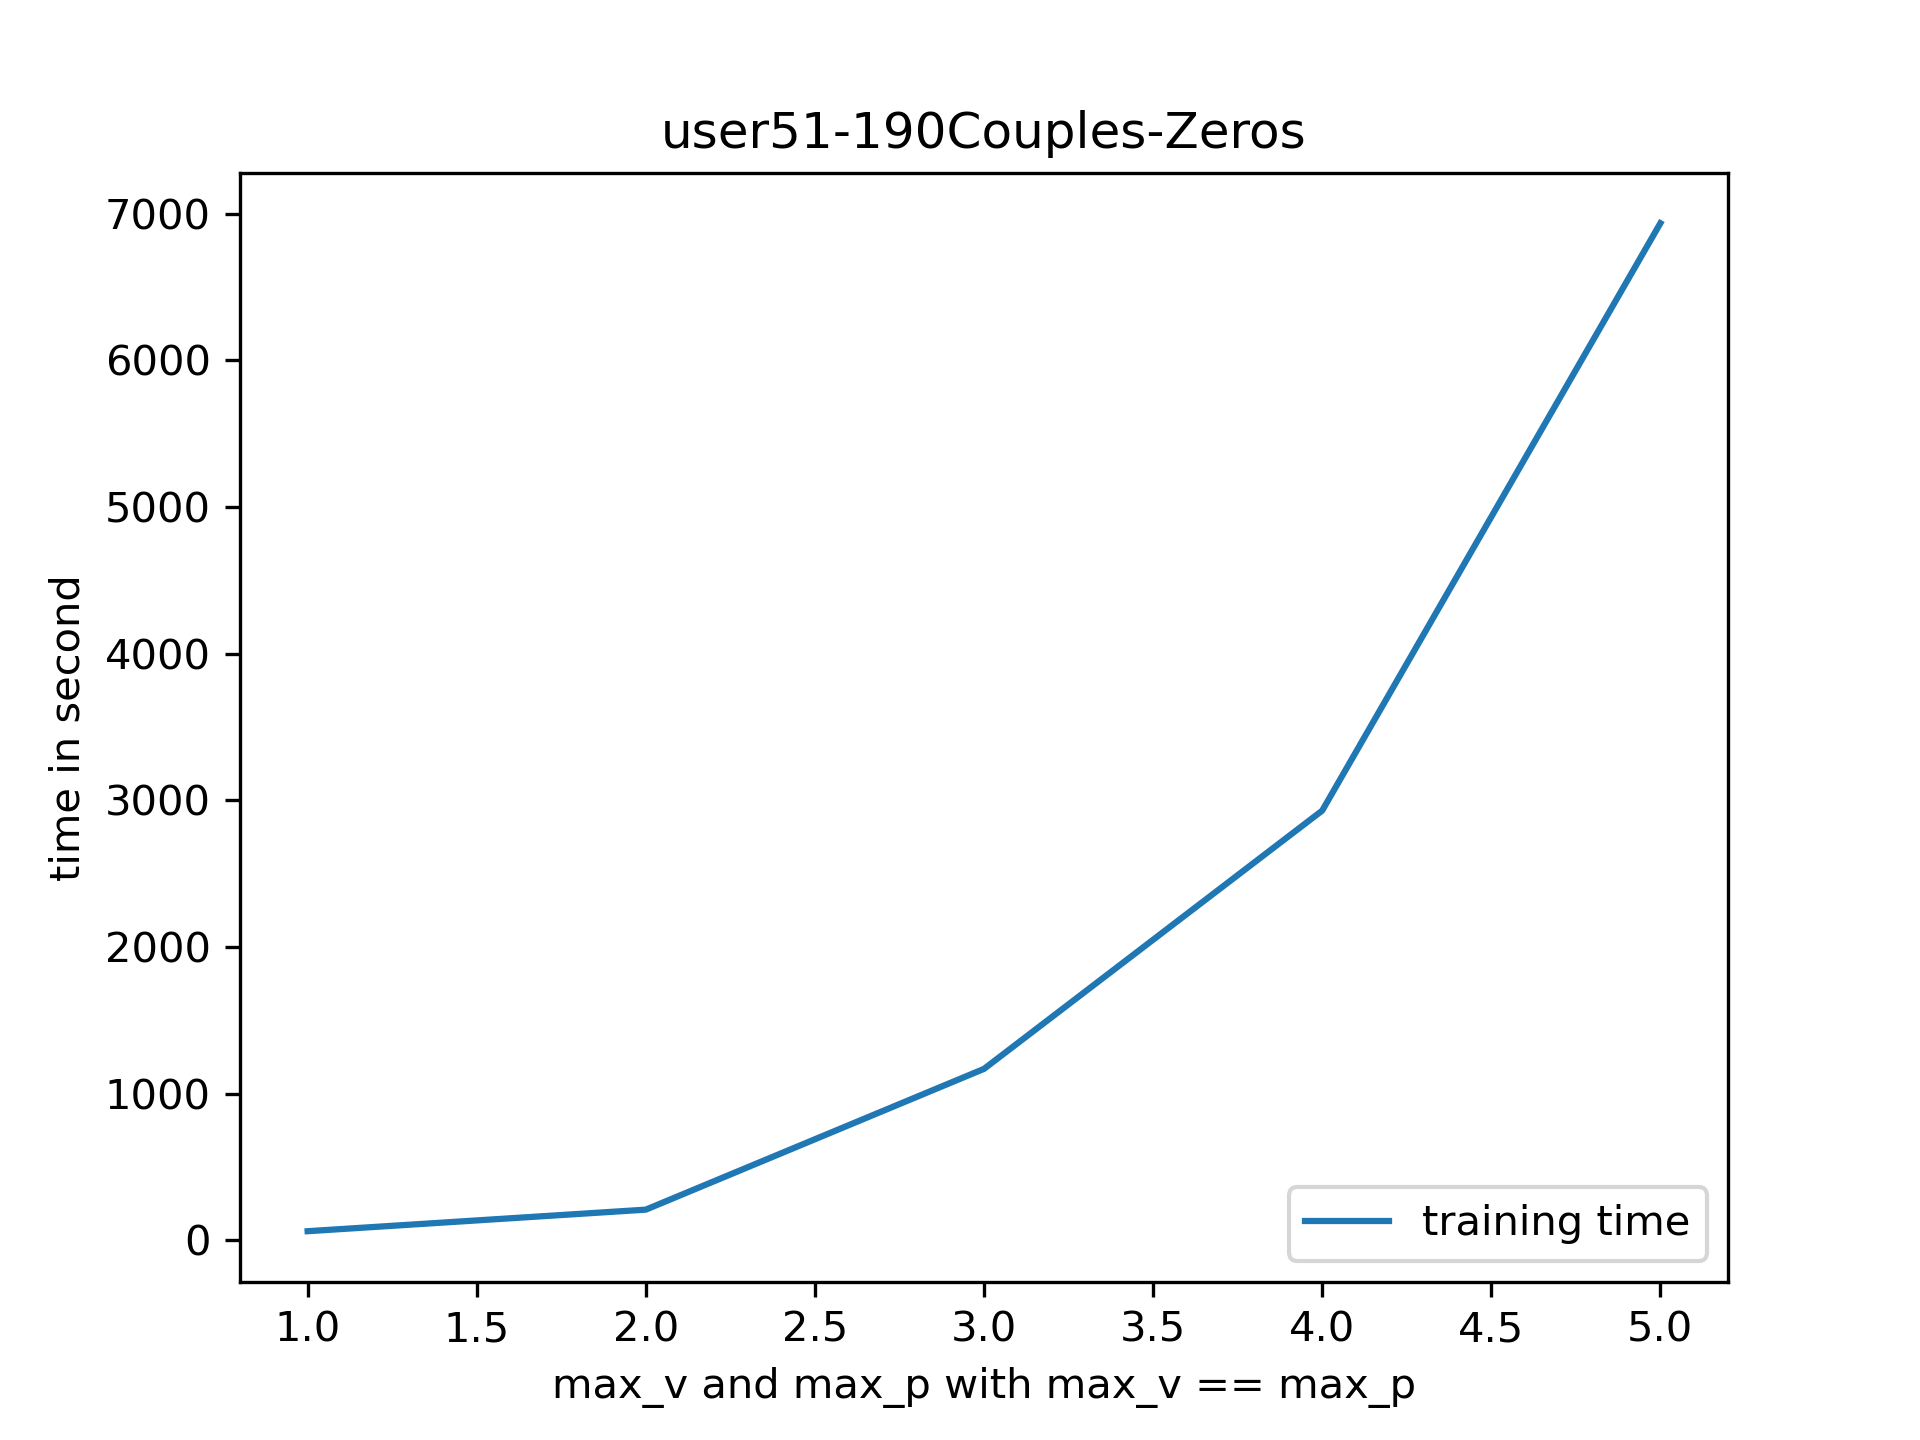 user51-190Couples-Zeros
7000
6000
5000
4000
3000
2000
1000
0
time in second
training time
1.0 1.5 2.0 2.5 3.0 3.5 4.0 4.5 5.0
max_v and max_p with max_v == max_p